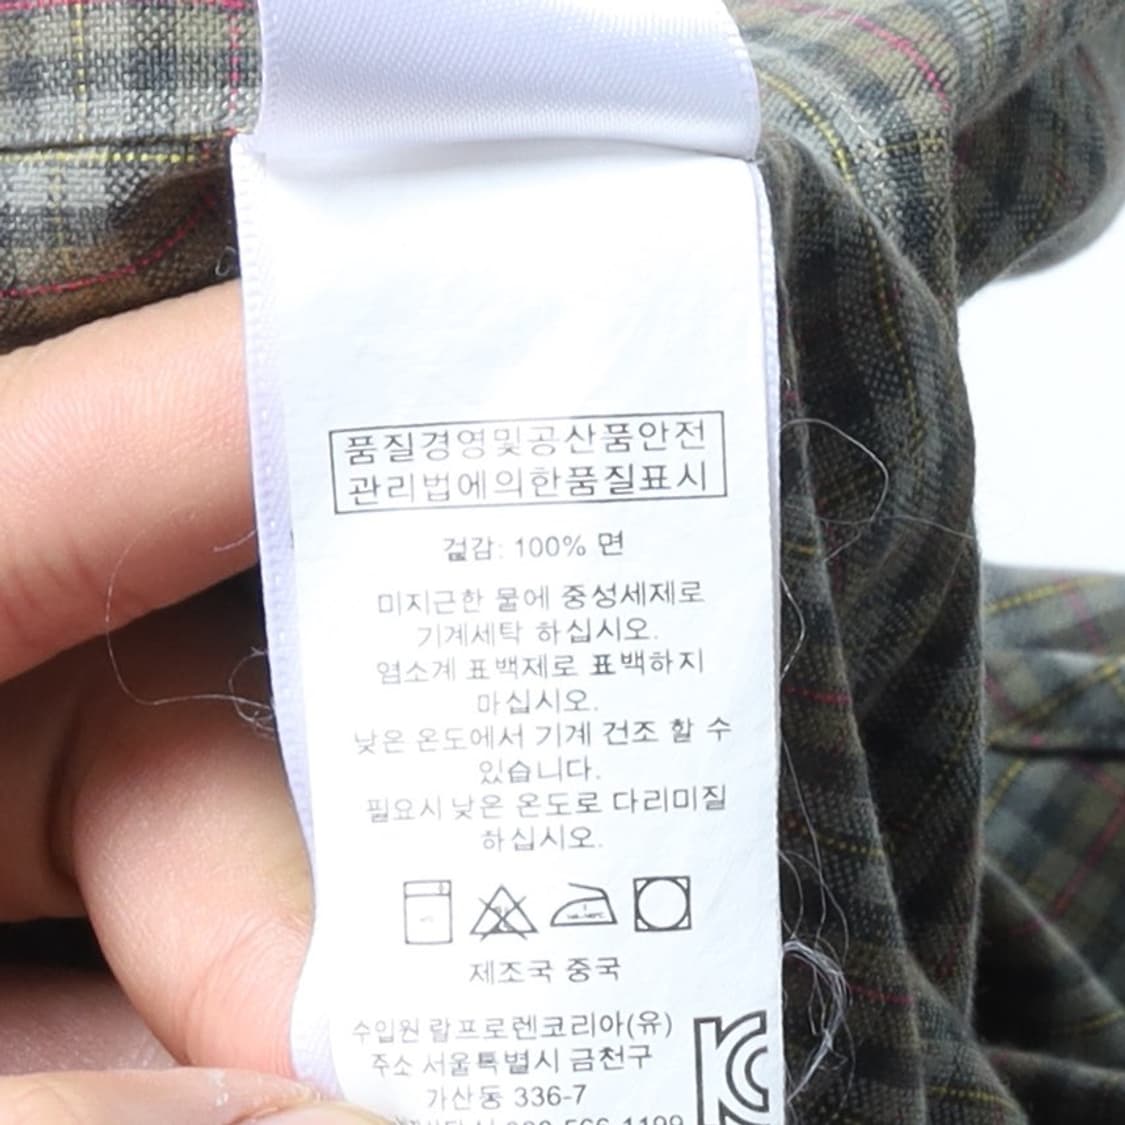 품질경영및공산품안전
관리법에의한품질표시
겉감: 100% 면
미지근한 물에 중성세제로
기계세탁 하십시오.
염소계 표백제로 표백하지
마십시오.
낮은 온도에서 기계 건조 할 수
있습니다.
필요시 낮은 온도로 다리미질
하십시오.
제조국 중국
수입원 랄프로렌코리아(유)
주소 서울특별시 금천구
가산동 336-7